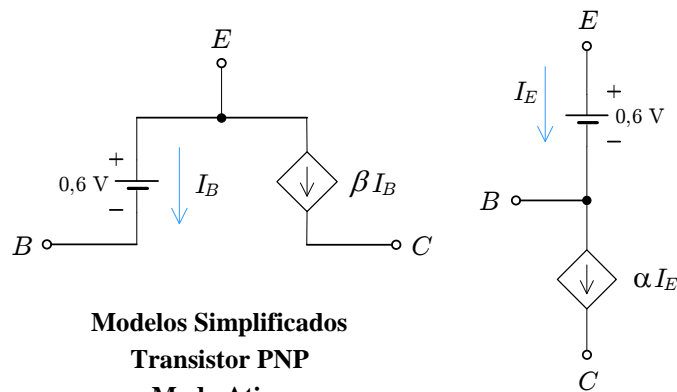 E
+
0,6 V
−
I_B
βI_B
B
C
Modelos Simplificados
Transistor PNP
E
I_E
+
0,6 V
−
B
αI_E
C